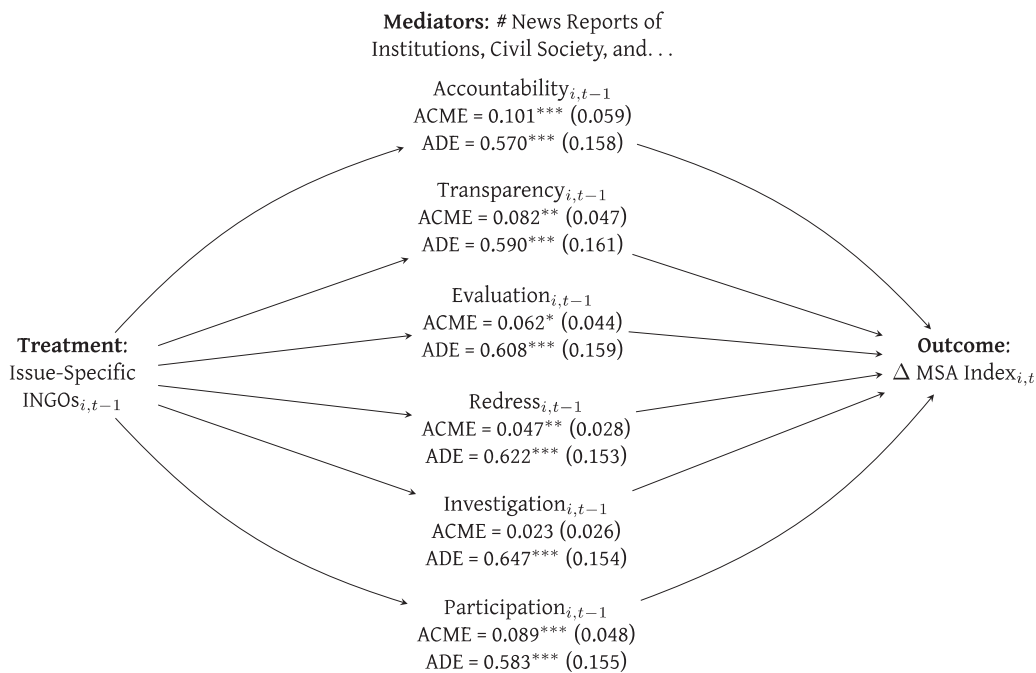 Mediators: # News Reports of
Institutions, Civil Society, and…
Accountability_{i,t−1}
ACME = 0.101*** (0.059)
ADE = 0.570*** (0.158)
Transparency_{i,t−1}
ACME = 0.082** (0.047)
ADE = 0.590*** (0.161)
Evaluation_{i,t−1}
ACME = 0.062* (0.044)
ADE = 0.608*** (0.159)
Treatment:
Issue-Specific
INGOs_{i,t−1}
Outcome:
Δ MSA Index_{i,t}
Redress_{i,t−1}
ACME = 0.047** (0.028)
ADE = 0.622*** (0.153)
Investigation_{i,t−1}
ACME = 0.023 (0.026)
ADE = 0.647*** (0.154)
Participation_{i,t−1}
ACME = 0.089*** (0.048)
ADE = 0.583*** (0.155)